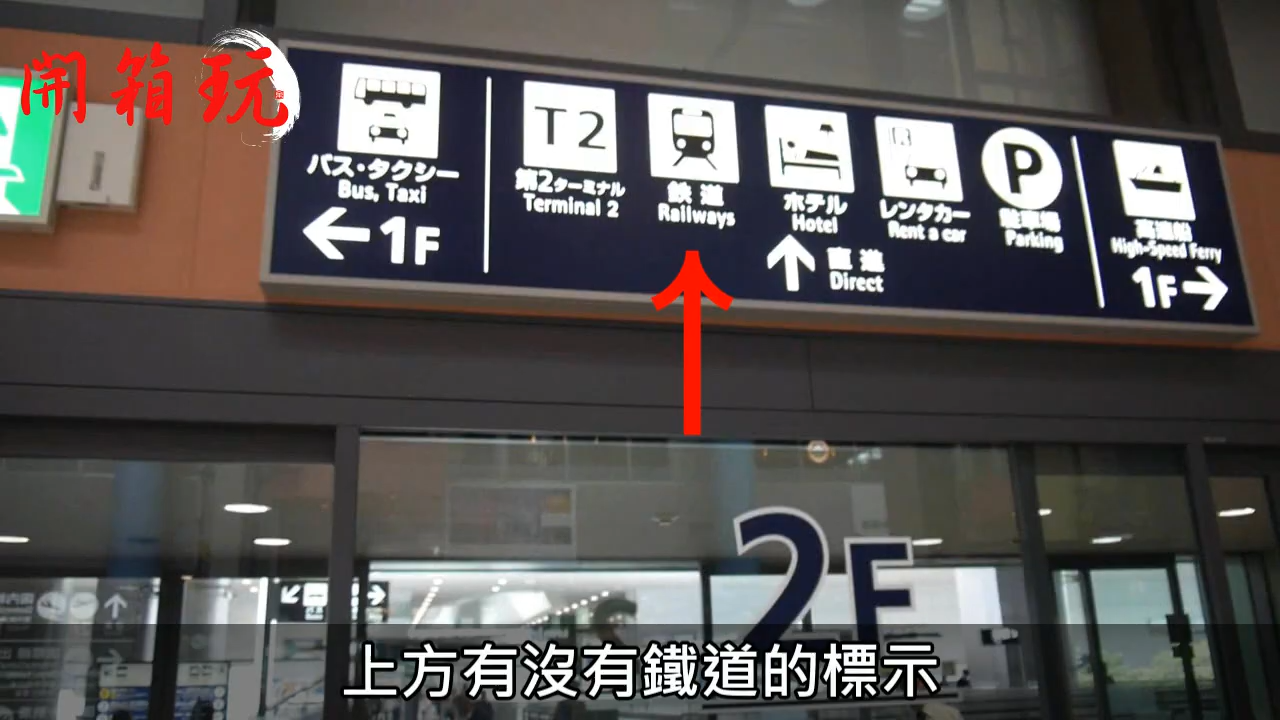 開箱玩
バス・タクシー
Bus, Taxi
←1F
T2
第2ターミナル
Terminal 2
鉄道
Railways
ホテル
Hotel
レンタカー
Rent a car
P
駐車場
Parking
↑直進
Direct
高速船
High-Speed Ferry
1F→
2F
上方有沒有鐵道的標示